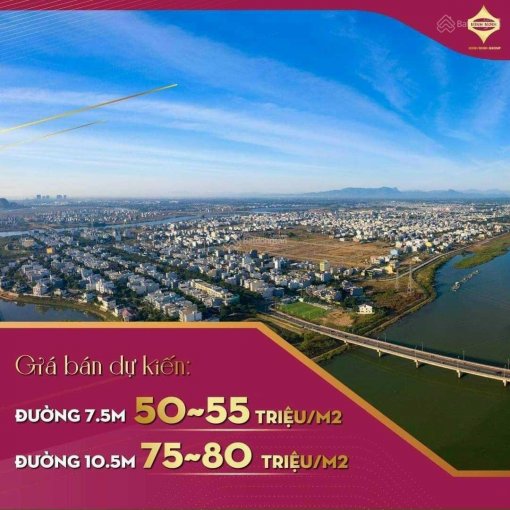 Giá bán dự kiến:
ĐƯỜNG 7.5M 50~55 TRIỆU/M2
ĐƯỜNG 10.5M 75~80 TRIỆU/M2